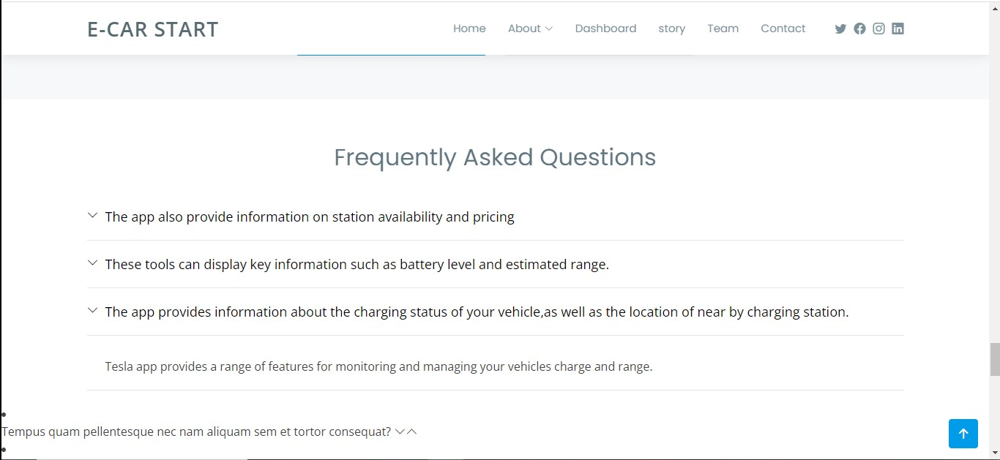 E-CAR START
Home About Dashboard story Team Contact
Frequently Asked Questions
The app also provide information on station availability and pricing
These tools can display key information such as battery level and estimated range.
The app provides information about the charging status of your vehicle,as well as the location of near by charging station.
Tesla app provides a range of features for monitoring and managing your vehicles charge and range.
Tempus quam pellentesque nec nam aliquam sem et tortor consequat?